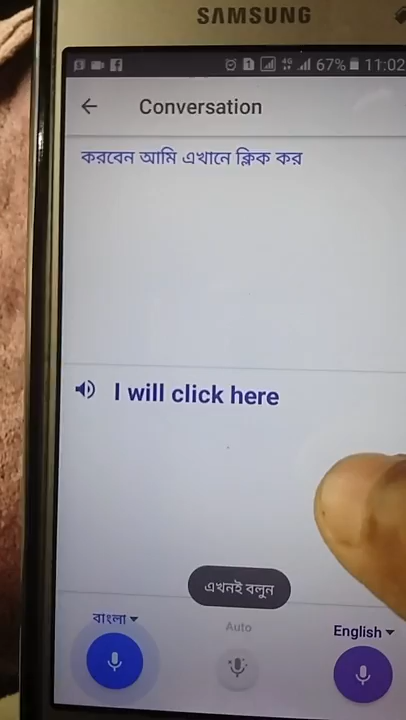 SAMSUNG
67% 11:02
Conversation
করবেন আমি এখানে ক্লিক কর
I will click here
এখনই বলুন
বাংলা
Auto
English